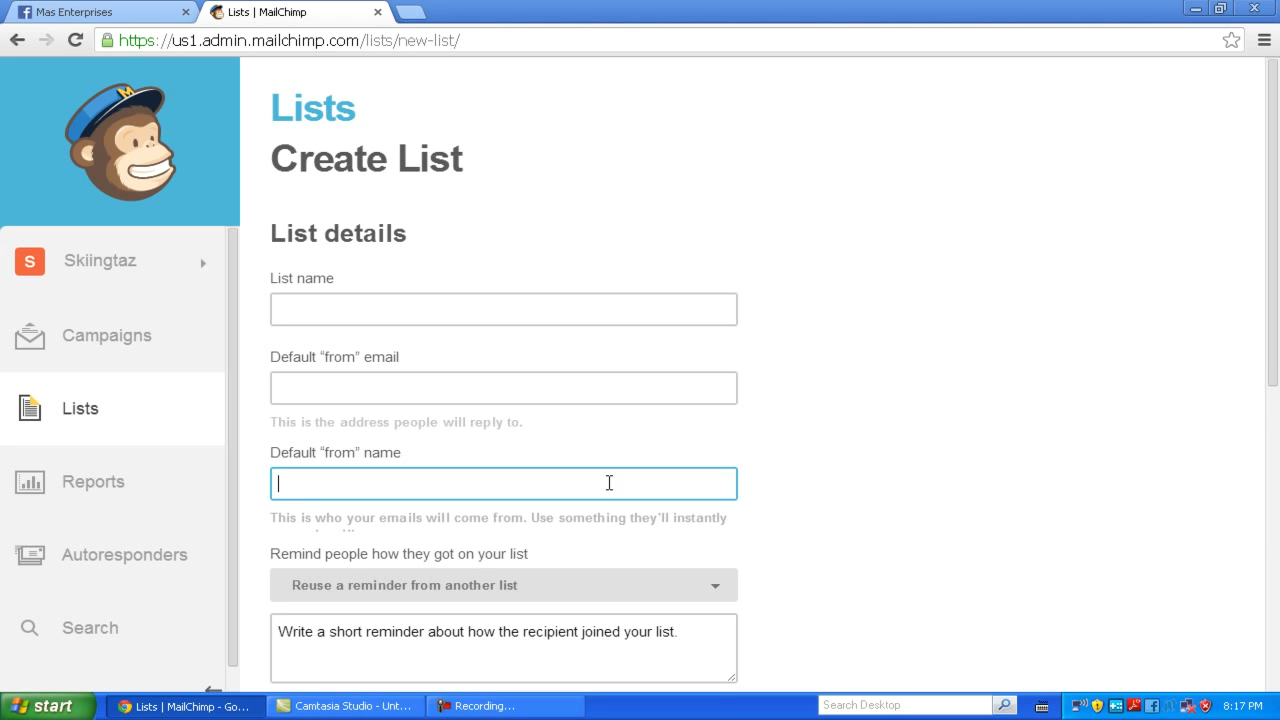 Mas Enterprises
Lists | MailChimp
https://us1.admin.mailchimp.com/lists/new-list/
M
S
Skiingtaz
Campaigns
Lists
Reports
Autoresponders
Search
Lists
Create List
List details
List name
Default “from” email
This is the address people will reply to.
Default “from” name
This is who your emails will come from. Use something they'll instantly
Remind people how they got on your list
Reuse a reminder from another list
Write a short reminder about how the recipient joined your list.
start
Lists | MailChimp - Go...
Camtasia Studio - Unt...
Recording...
Search Desktop
8:17 PM